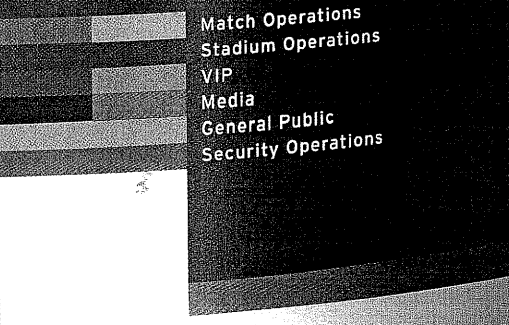 Match Operations
Stadium Operations
VIP
Media
General Public
Security Operations